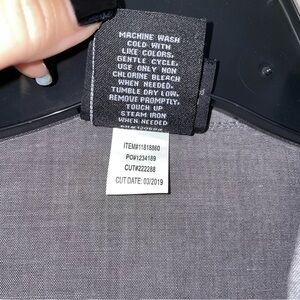 MACHINE WASH
COLD WITH
LIKE COLORS.
GENTLE CYCLE.
USE ONLY NON
CHLORINE BLEACH
WHEN NEEDED.
TUMBLE DRY LOW.
REMOVE PROMPTLY.
TOUCH UP
STEAM IRON
WHEN NEEDED
ITEM#11818860
PO#1234189
CUT#222288
CUT DATE: 03/2019